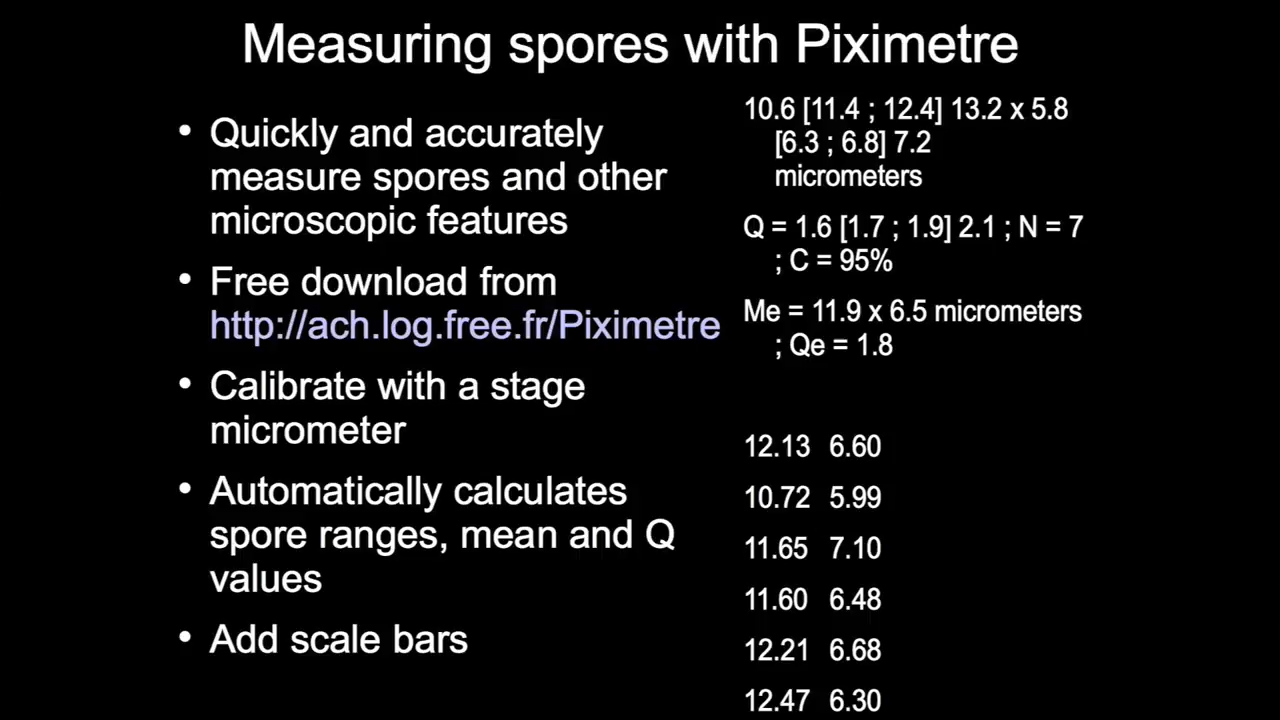 Measuring spores with Piximetre
• Quickly and accurately
measure spores and other
microscopic features
• Free download from
http://ach.log.free.fr/Piximetre
• Calibrate with a stage
micrometer
• Automatically calculates
spore ranges, mean and Q
values
• Add scale bars
10.6 [11.4 ; 12.4] 13.2 x 5.8
[6.3 ; 6.8] 7.2
micrometers
Q = 1.6 [1.7 ; 1.9] 2.1 ; N = 7
; C = 95%
Me = 11.9 x 6.5 micrometers
; Qe = 1.8
12.13 6.60
10.72 5.99
11.65 7.10
11.60 6.48
12.21 6.68
12.47 6.30